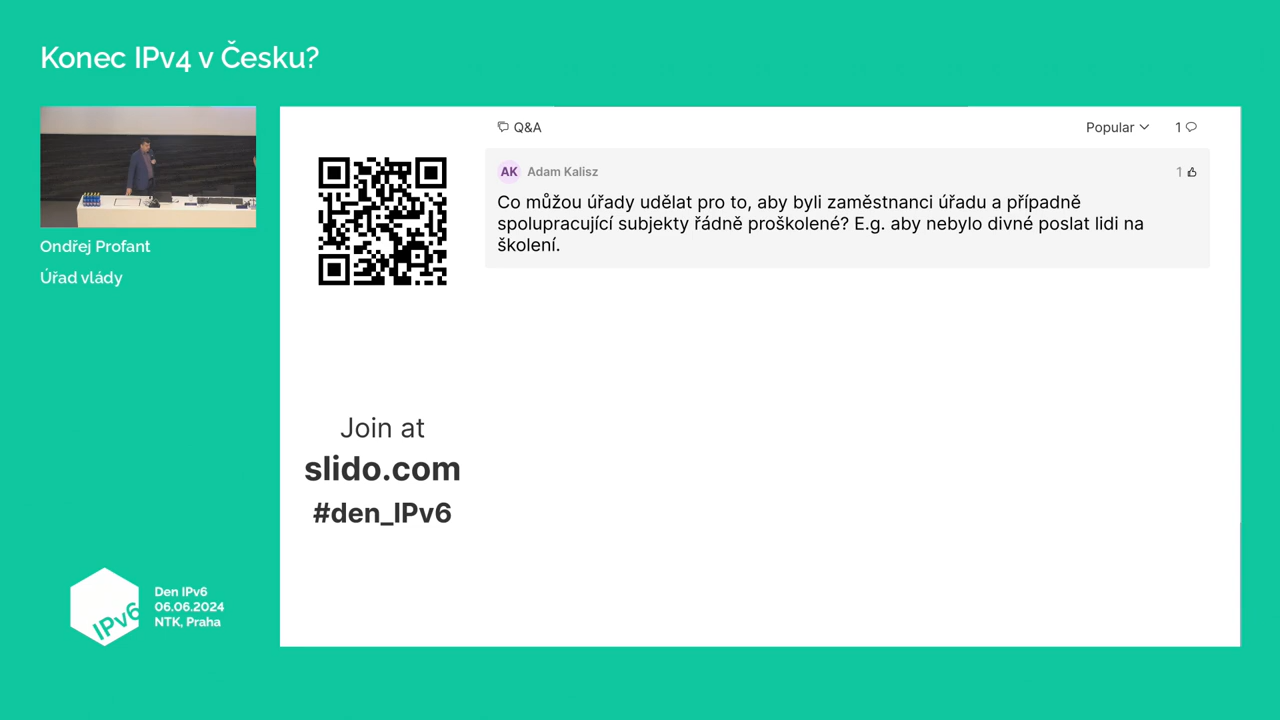 Konec IPv4 v Česku?
Ondřej Profant
Úřad vlády
Q&A
Popular
1
AK
Adam Kalisz
1
Co můžou úřady udělat pro to, aby byli zaměstnanci úřadu a případně
spolupracující subjekty řádně proškolené? E.g. aby nebylo divné poslat lidi na
školení.
Join at
slido.com
#den_IPv6
IPv6
Den IPv6
06.06.2024
NTK, Praha